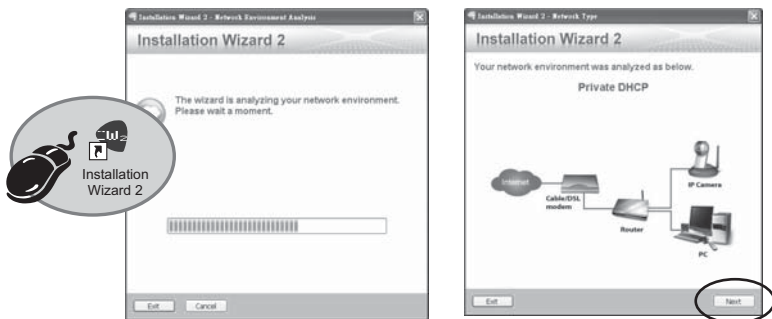 Installation Wizard 2 - Network Environment Analysis
Installation Wizard 2
The wizard is analyzing your network environment.
Please wait a moment.
IW2
Installation
Wizard 2
Exit
Cancel
Installation Wizard 2 - Network Type
Installation Wizard 2
Your network environment was analyzed as below.
Private DHCP
Internet
Cable/DSL
modem
Router
IP Camera
PC
Exit
Next